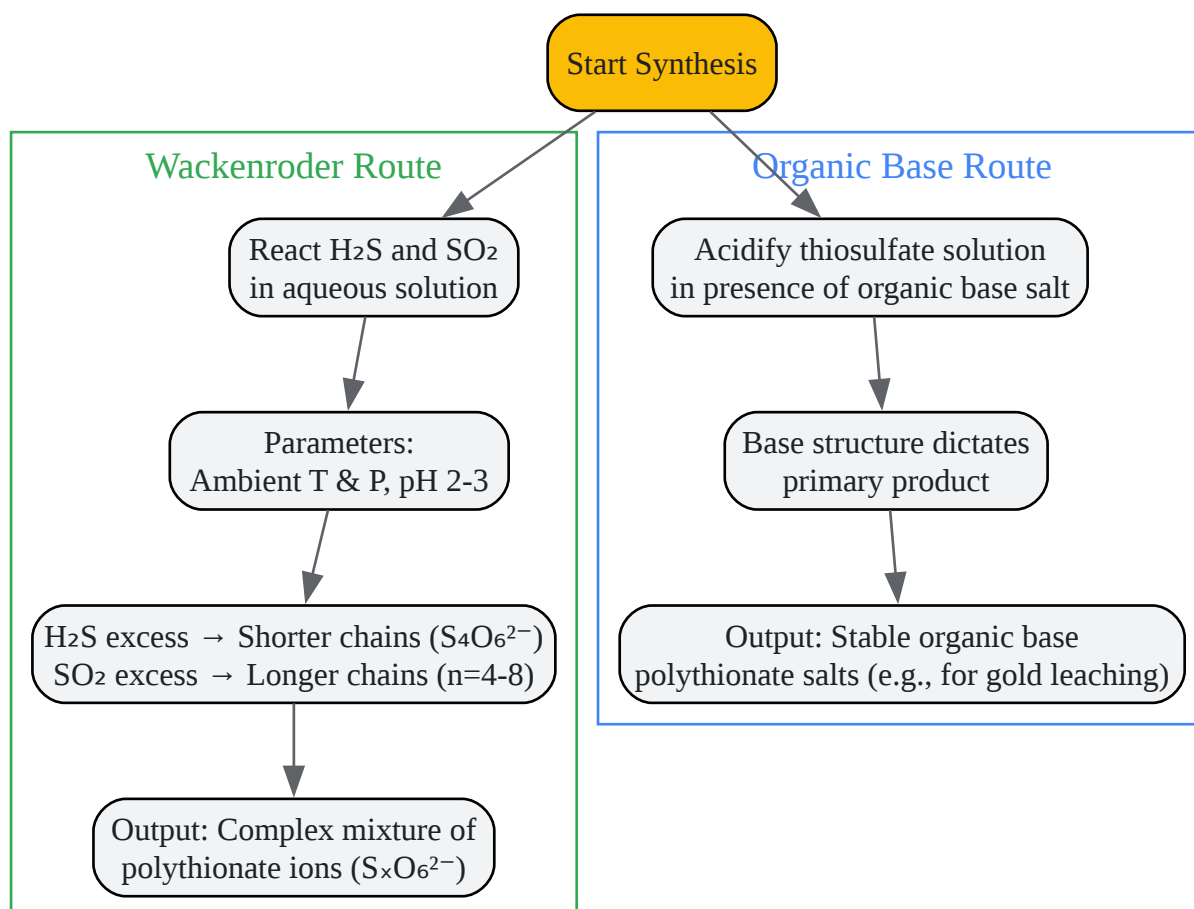 Start Synthesis
Wackenroder Route
React H₂S and SO₂
in aqueous solution
Parameters:
Ambient T & P, pH 2-3
H₂S excess → Shorter chains (S₄O₆²⁻)
SO₂ excess → Longer chains (n=4-8)
Output: Complex mixture of
polythionate ions (SₓO₆²⁻)
Organic Base Route
Acidify thiosulfate solution
in presence of organic base salt
Base structure dictates
primary product
Output: Stable organic base
polythionate salts (e.g., for gold leaching)